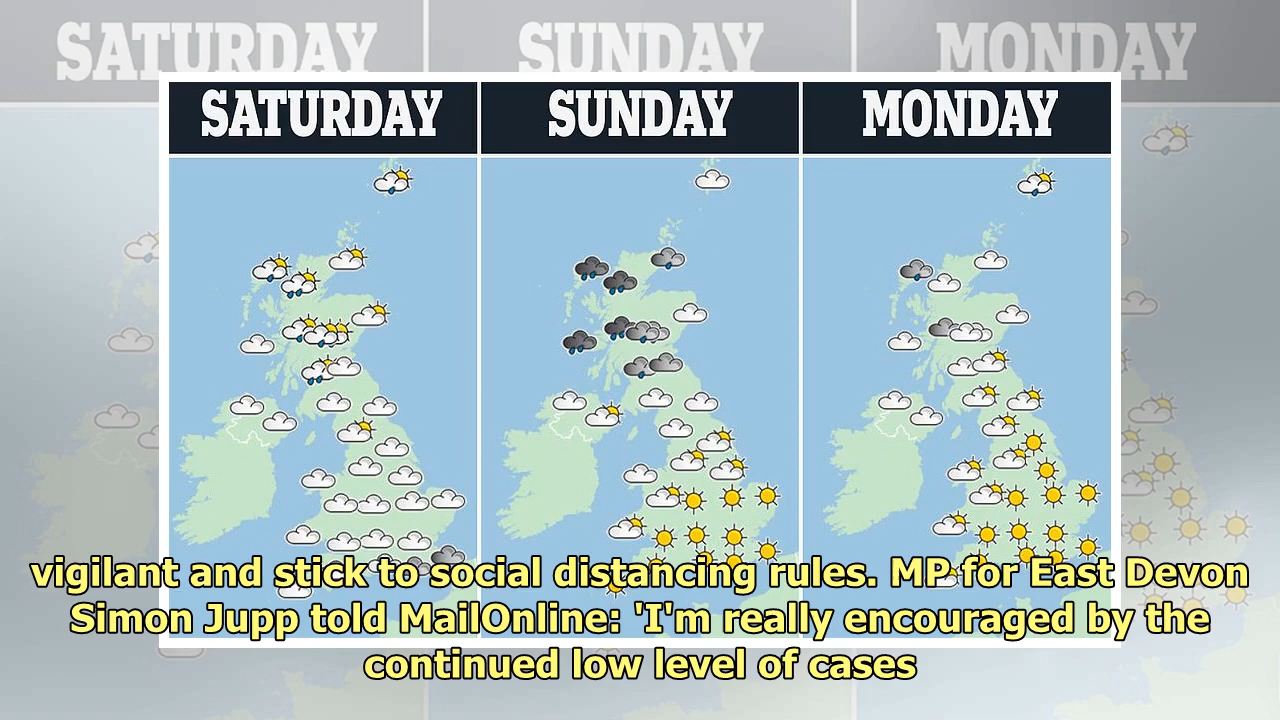 SATURDAY SUNDAY MONDAY
SATURDAY SUNDAY MONDAY
vigilant and stick to social distancing rules. MP for East Devon
Simon Jupp told MailOnline: 'I'm really encouraged by the
continued low level of cases